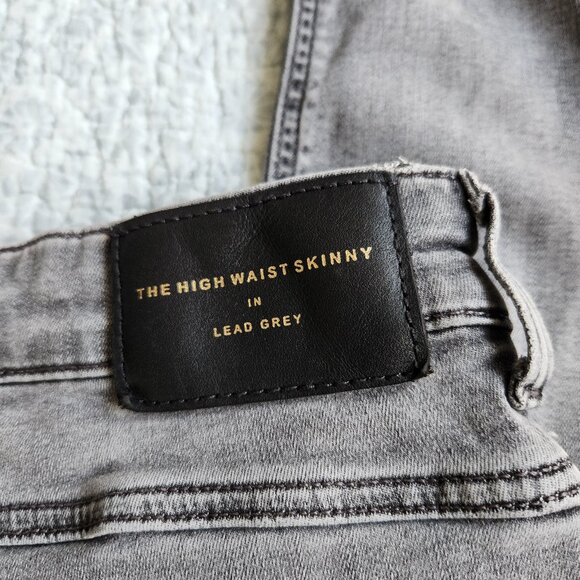 THE HIGH WAIST SKINNY
IN
LEAD GREY